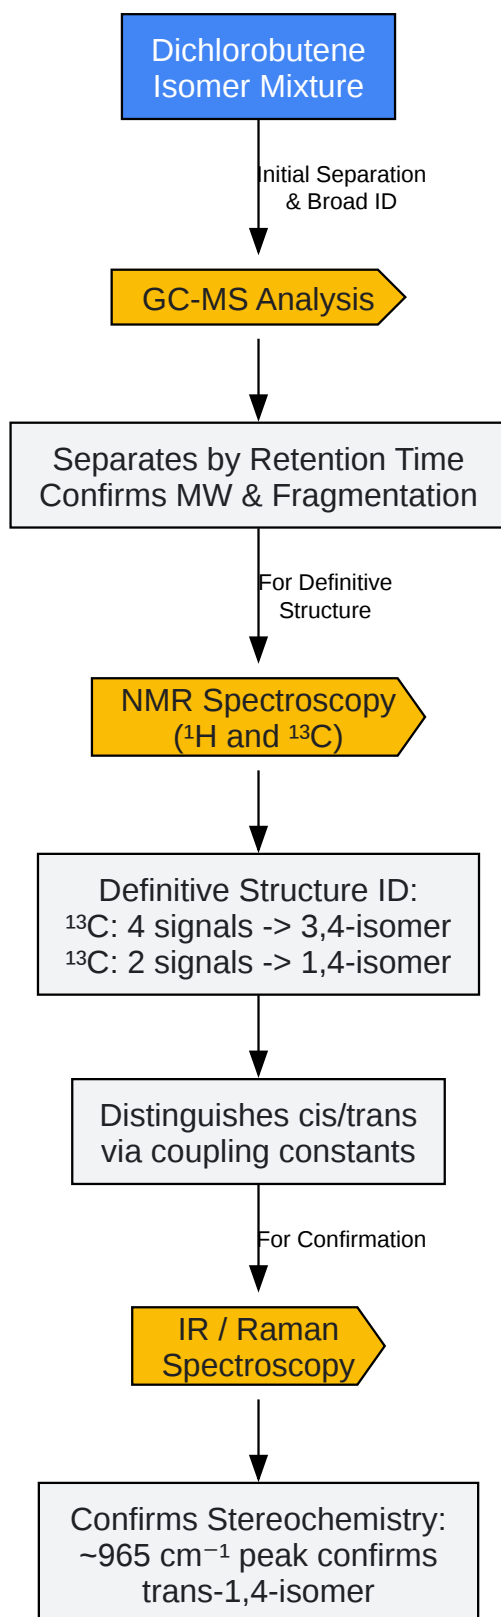 Dichlorobutene
Isomer Mixture
Initial Separation
& Broad ID
GC-MS Analysis
Separates by Retention Time
Confirms MW & Fragmentation
For Definitive
Structure
NMR Spectroscopy
(¹H and ¹³C)
Definitive Structure ID:
¹³C: 4 signals -> 3,4-isomer
¹³C: 2 signals -> 1,4-isomer
Distinguishes cis/trans
via coupling constants
For Confirmation
IR / Raman
Spectroscopy
Confirms Stereochemistry:
~965 cm⁻¹ peak confirms
trans-1,4-isomer